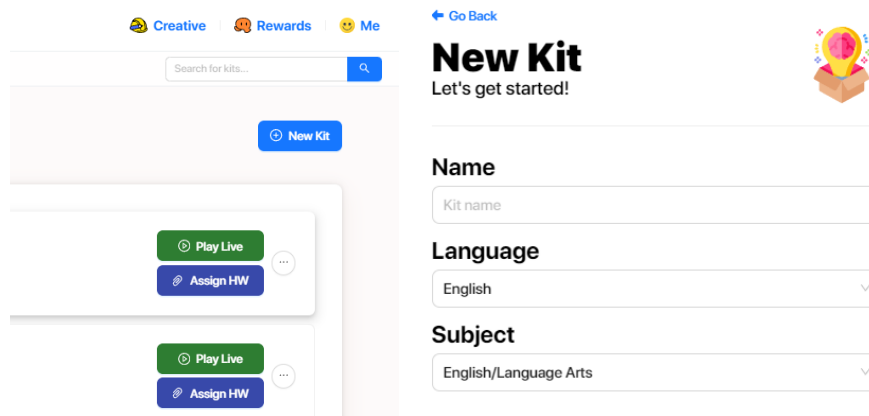 Creative
Rewards
Me
Search for kits...
New Kit
Play Live
Assign HW
Play Live
Assign HW
Go Back
New Kit
Let's get started!
Name
Kit name
Language
English
Subject
English/Language Arts